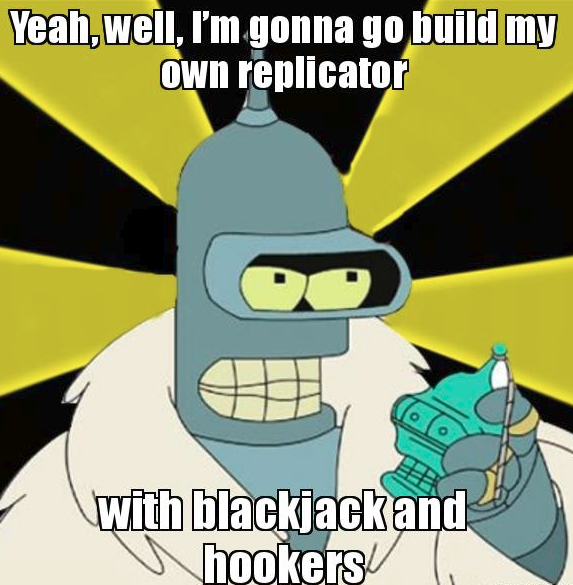 Yeah, well, I’m gonna go build my
own replicator
with blackjack and
hookers